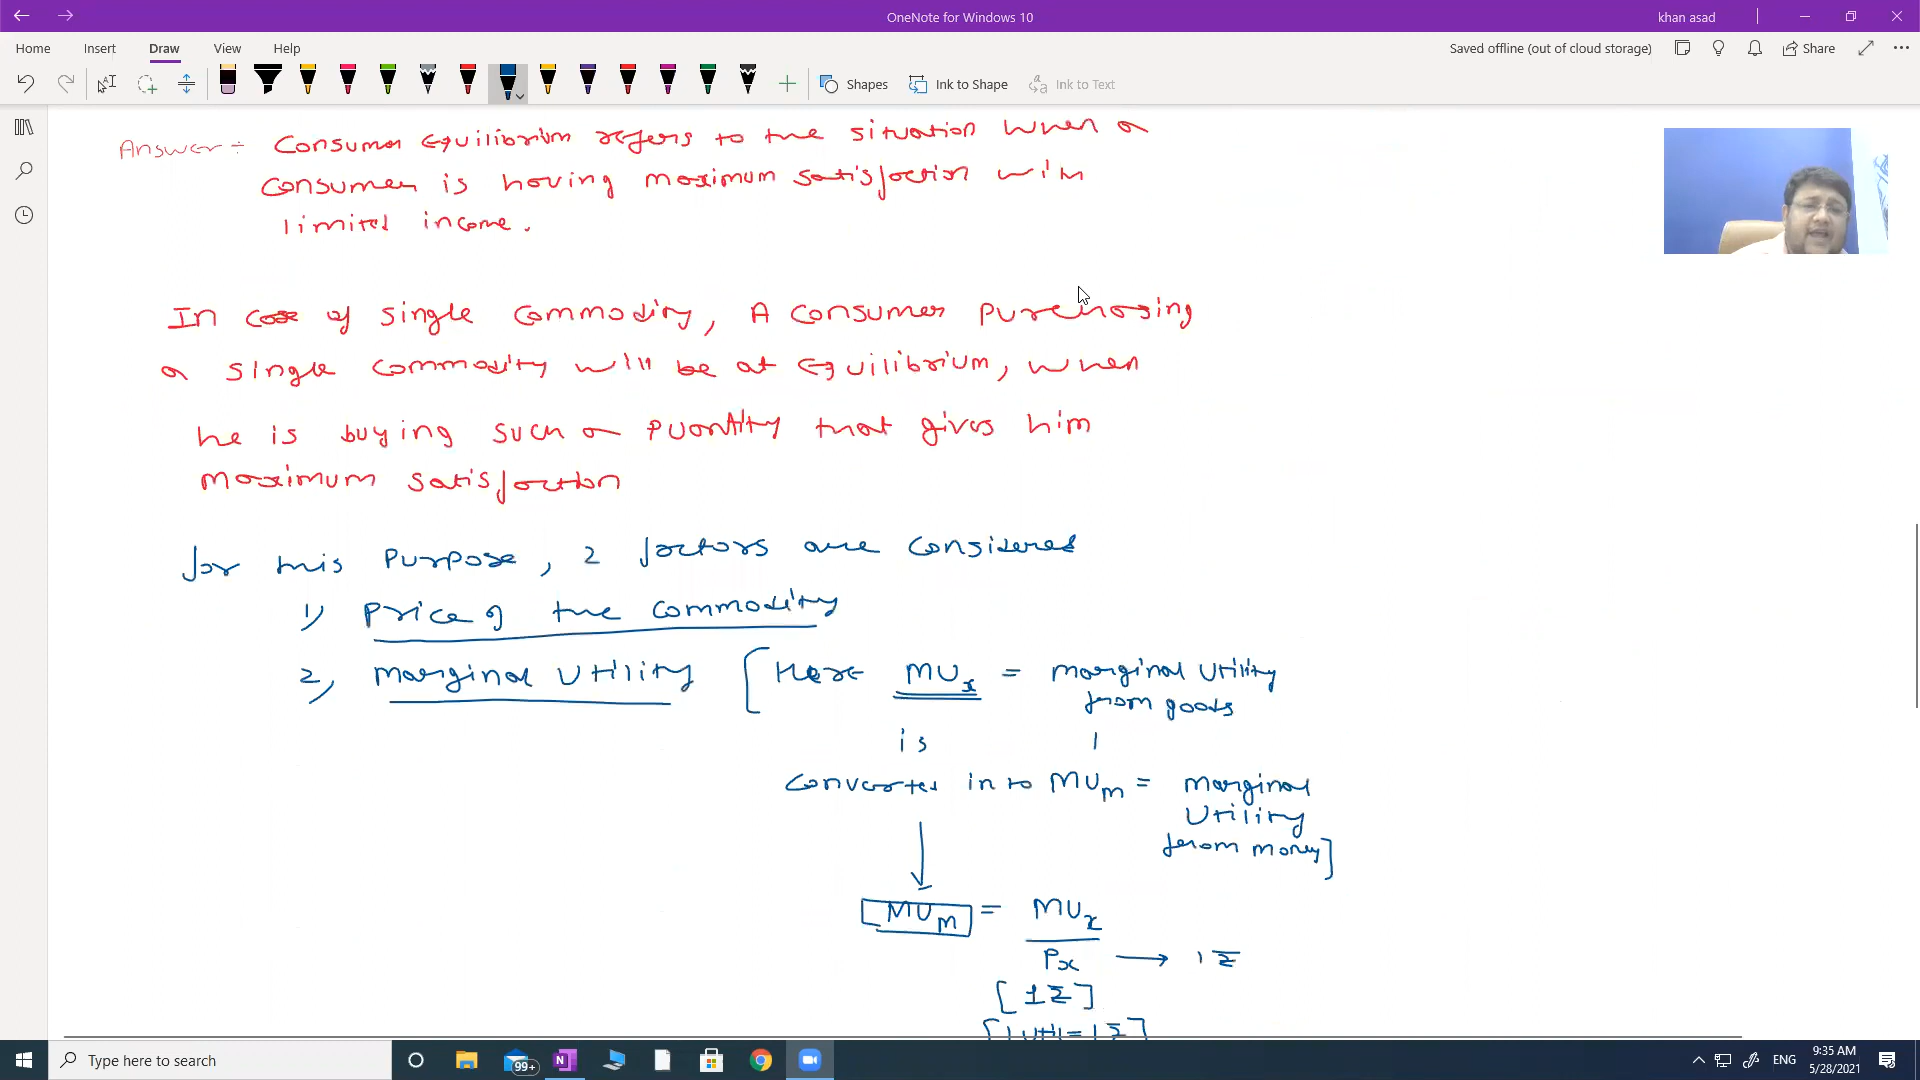 OneNote for Windows 10
khan asad
Home Insert Draw View Help
Saved offline (out of cloud storage)
Share
Shapes
Ink to Shape
Ink to Text
Answer :- Consumer Equilibrium refers to the situation when a
consumer is having maximum satisfaction with
limited income.
In case of single commodity, A consumer purchasing
a single commodity will be at Equilibrium, when
he is buying such a quantity that gives him
maximum satisfaction
for this purpose, 2 factors are considered
1) Price of the commodity
2) marginal Utility [Here MUx = marginal Utility
from goods
is
converted into MUm = marginal
Utility
from money]
MUm = MUx
Px → 1₹
[1₹]
Type here to search
99+
ENG
9:35 AM
5/28/2021